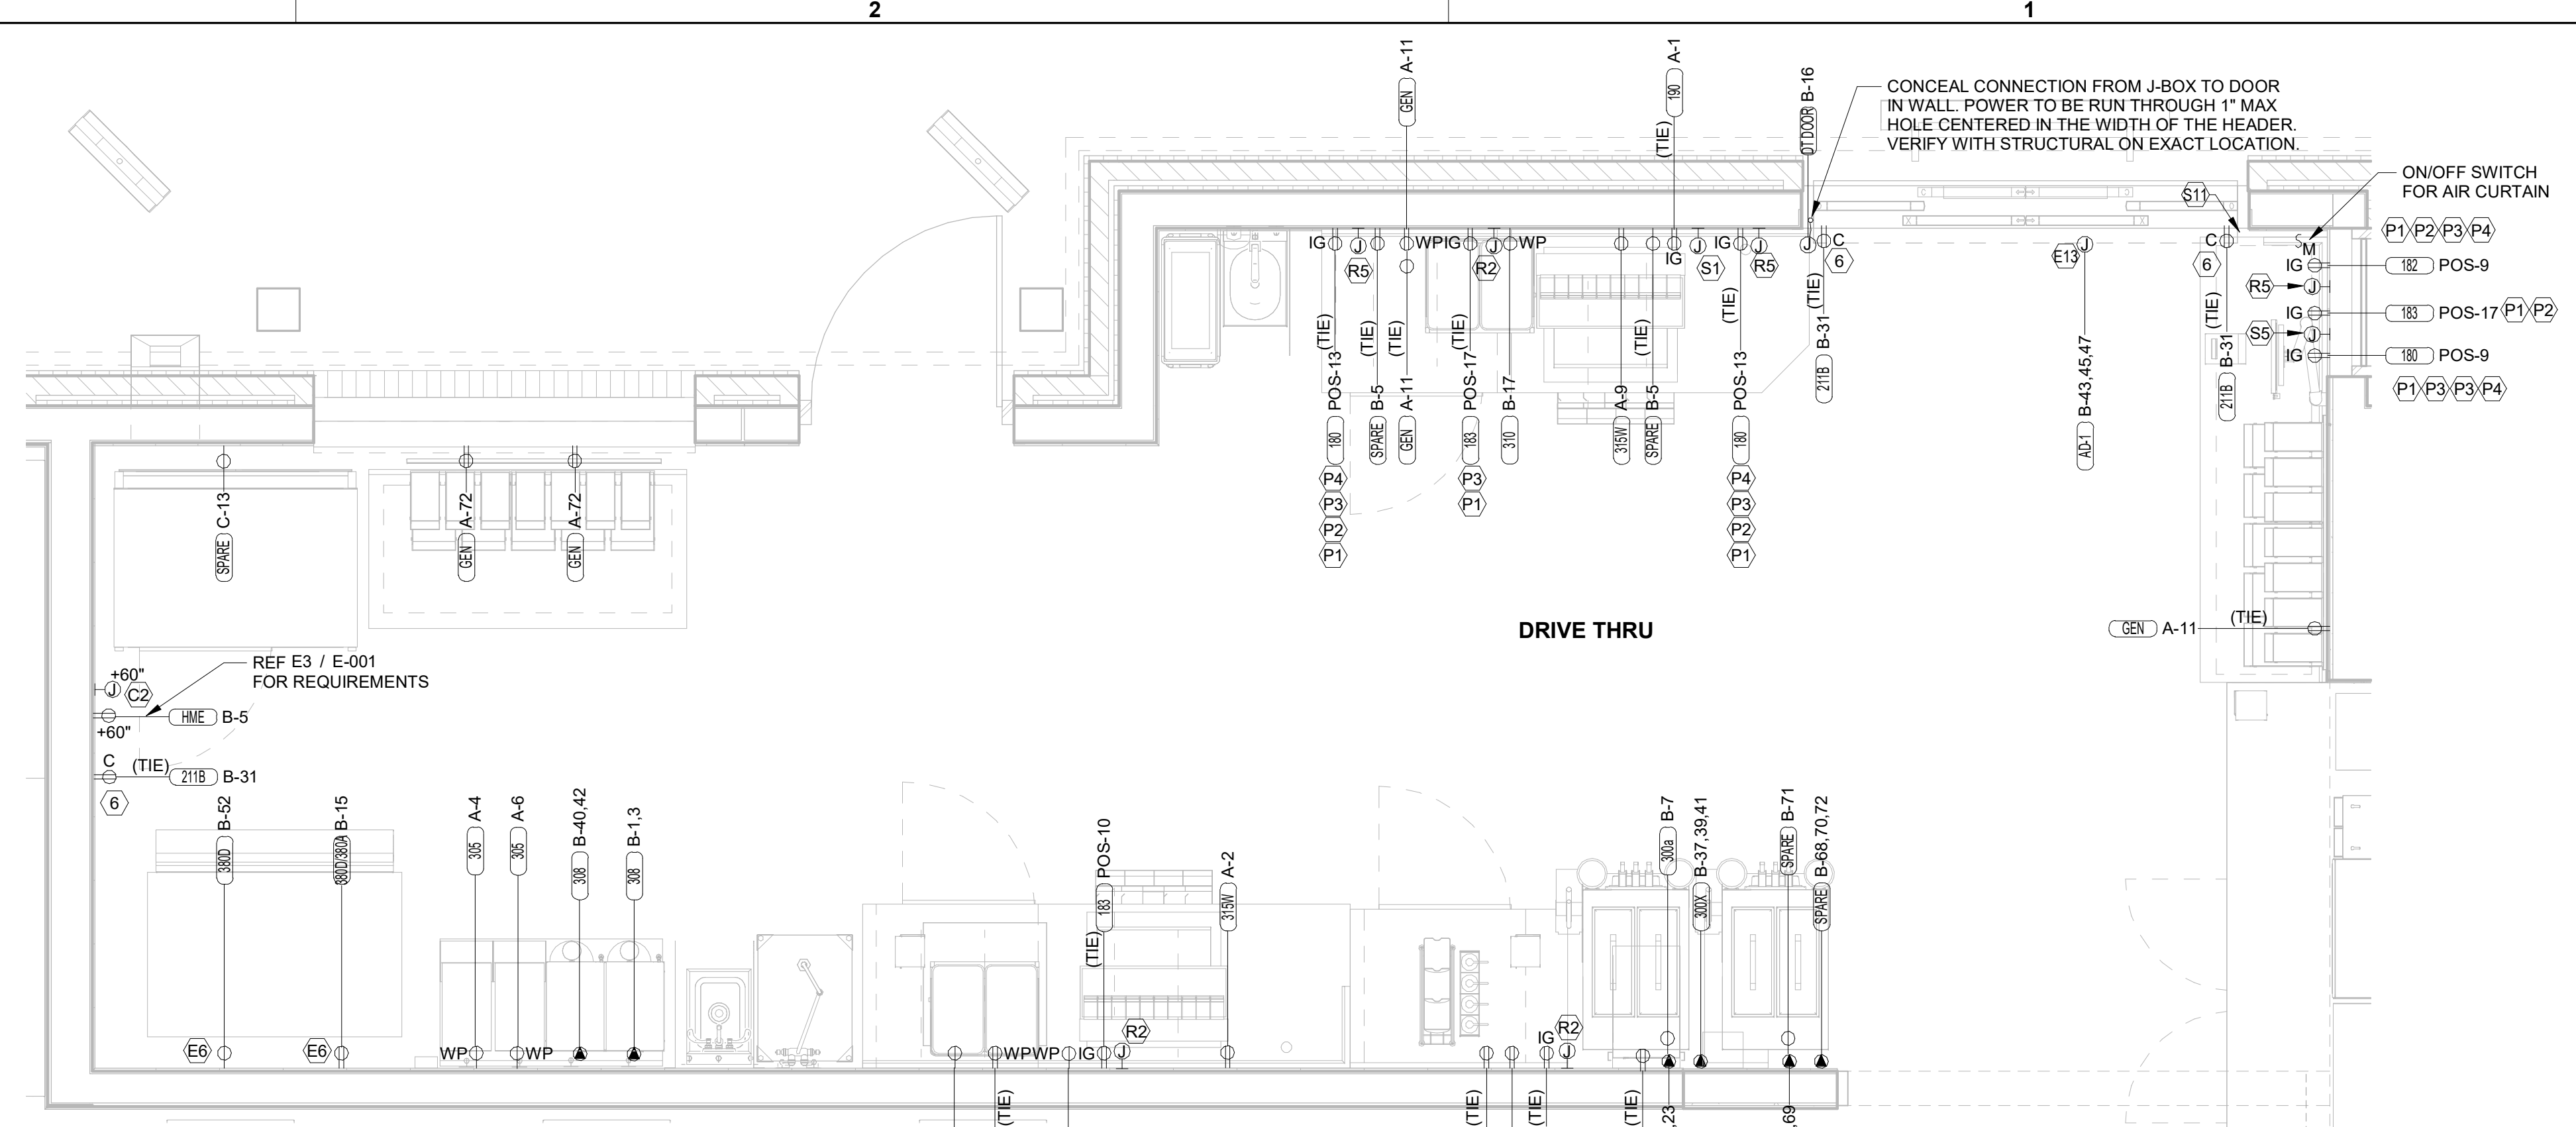 2
1
GEN A-11
190 A-1
(TIE)
DTDOOR B-16
CONCEAL CONNECTION FROM J-BOX TO DOOR
IN WALL. POWER TO BE RUN THROUGH 1" MAX
HOLE CENTERED IN THE WIDTH OF THE HEADER.
VERIFY WITH STRUCTURAL ON EXACT LOCATION.
ON/OFF SWITCH
FOR AIR CURTAIN
S11
P1 P2 P3 P4
IG
J
R5
WP
IG
J
R2
WP
IG
J
S1
IG
J
R5
J
C
6
E13
J
C
6
M
IG 182 POS-9
R5 J
IG 183 POS-17 P1 P2
S5 J
IG 180 POS-9
P1 P3 P3 P4
(TIE)
180 POS-13
P4
P3
P2
P1
(TIE)
SPARE B-5
(TIE)
GEN A-11
(TIE)
183 POS-17
P3
P1
310 B-17
315W A-9
(TIE)
SPARE B-5
(TIE)
180 POS-13
P4
P3
P2
P1
(TIE)
211B B-31
AD-1 B-43,45,47
(TIE)
211B B-31
SPARE C-13
GEN A-72
GEN A-72
DRIVE THRU
GEN A-11 (TIE)
REF E3 / E-001
FOR REQUIREMENTS
+60"
J C2
HME B-5
+60"
C (TIE) 211B B-31
6
380D B-52
380D/380A B-15
305 A-4
305 A-6
308 B-40,42
308 B-1,3
183 POS-10
(TIE)
315W A-2
300a B-7
300X B-37,39,41
SPARE B-71
SPARE B-68,70,72
E6
E6
WP
WP
WP
WP
IG
J
R2
IG
R2
J
(TIE)
(TIE)
(TIE)
(TIE)
,23
,69